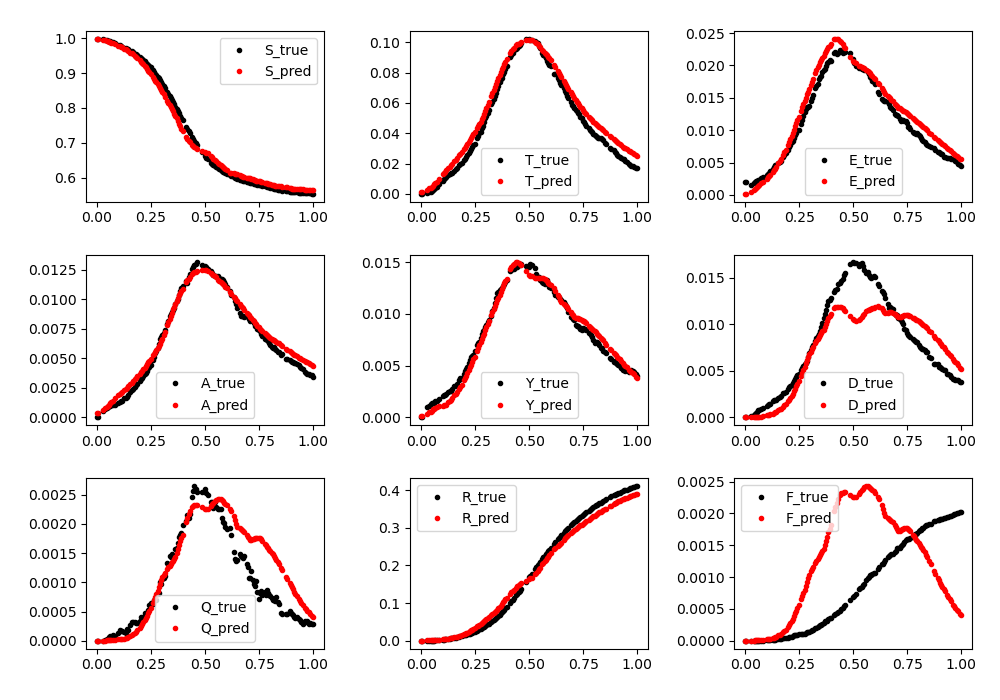 1.0
0.9
0.8
0.7
0.6
S_true
S_pred
0.00 0.25 0.50 0.75 1.00
0.10
0.08
0.06
0.04
0.02
0.00
T_true
T_pred
0.00 0.25 0.50 0.75 1.00
0.025
0.020
0.015
0.010
0.005
0.000
E_true
E_pred
0.00 0.25 0.50 0.75 1.00
0.0125
0.0100
0.0075
0.0050
0.0025
0.0000
A_true
A_pred
0.00 0.25 0.50 0.75 1.00
0.015
0.010
0.005
0.000
Y_true
Y_pred
0.00 0.25 0.50 0.75 1.00
0.015
0.010
0.005
0.000
D_true
D_pred
0.00 0.25 0.50 0.75 1.00
0.0025
0.0020
0.0015
0.0010
0.0005
0.0000
Q_true
Q_pred
0.00 0.25 0.50 0.75 1.00
0.4
0.3
0.2
0.1
0.0
R_true
R_pred
0.00 0.25 0.50 0.75 1.00
0.0025
0.0020
0.0015
0.0010
0.0005
0.0000
F_true
F_pred
0.00 0.25 0.50 0.75 1.00